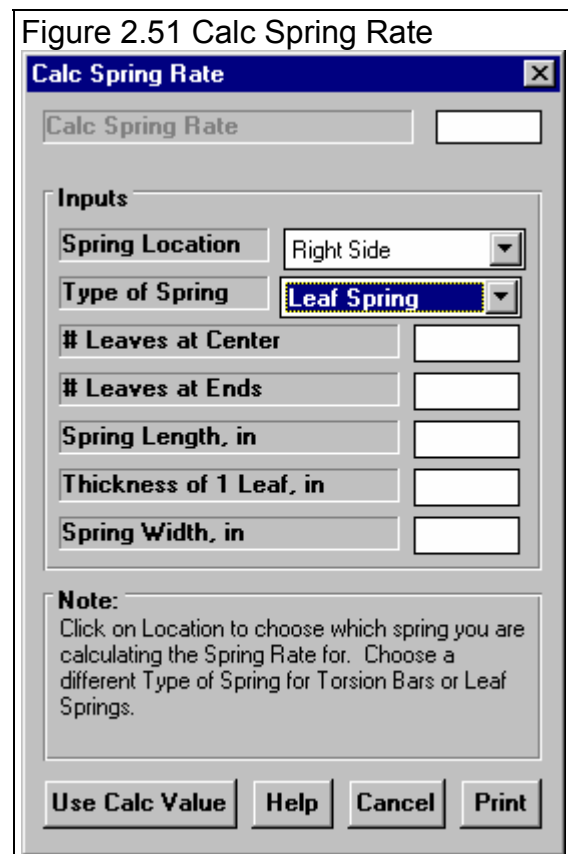 Figure 2.51 Calc Spring Rate
Calc Spring Rate
Calc Spring Rate
Inputs
Spring Location Right Side
Type of Spring Leaf Spring
# Leaves at Center
# Leaves at Ends
Spring Length, in
Thickness of 1 Leaf, in
Spring Width, in
Note:
Click on Location to choose which spring you are
calculating the Spring Rate for. Choose a
different Type of Spring for Torsion Bars or Leaf
Springs.
Use Calc Value Help Cancel Print